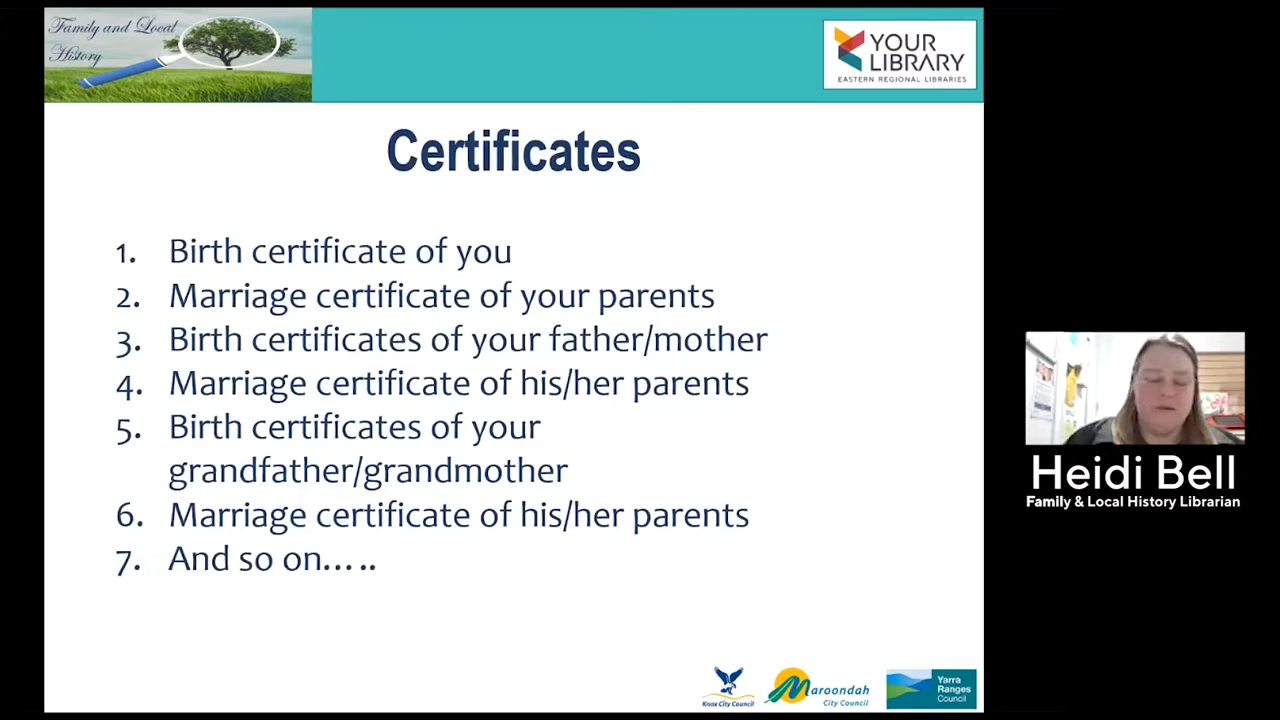 Family and Local
History
YOUR
LIBRARY
EASTERN REGIONAL LIBRARIES
Certificates
1. Birth certificate of you
2. Marriage certificate of your parents
3. Birth certificates of your father/mother
4. Marriage certificate of his/her parents
5. Birth certificates of your
grandfather/grandmother
6. Marriage certificate of his/her parents
7. And so on.....
Heidi Bell
Family & Local History Librarian
Knox City Council
Maroondah
City Council
Yarra
Ranges
Council